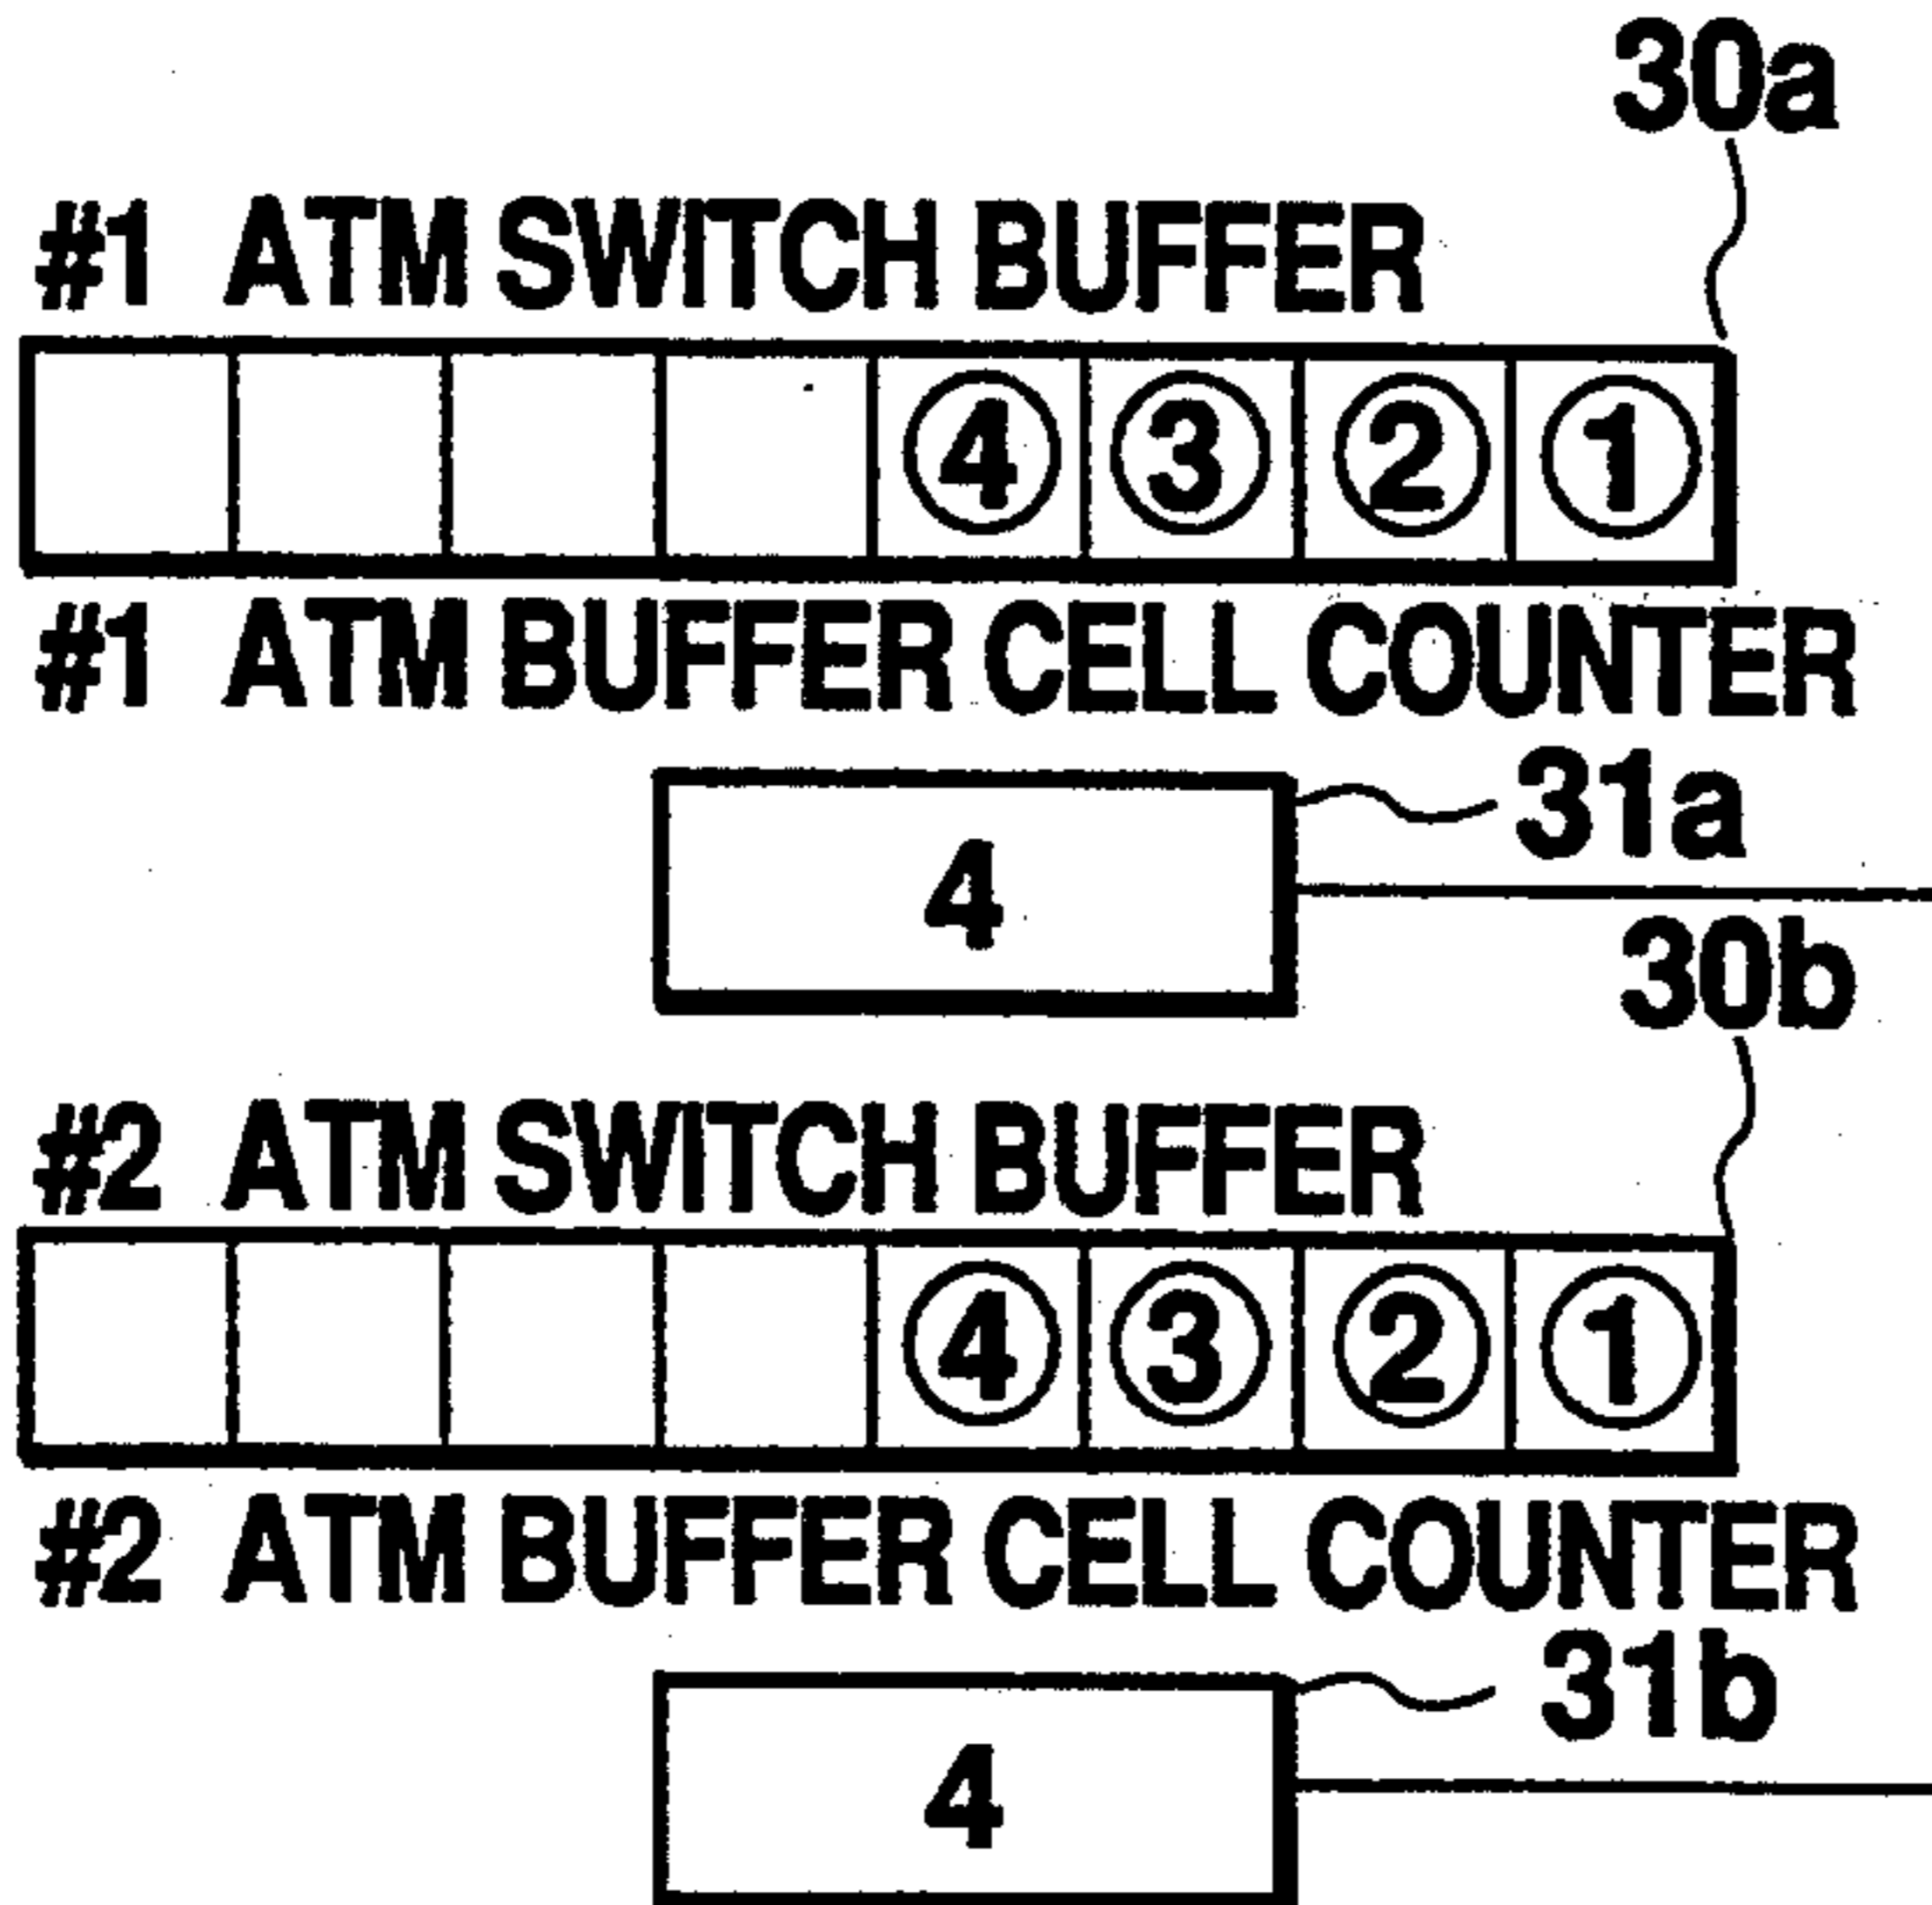 30a
#1 ATM SWITCH BUFFER
④ ③ ② ①
#1 ATM BUFFER CELL COUNTER
31a
4
30b
#2 ATM SWITCH BUFFER
④ ③ ② ①
#2 ATM BUFFER CELL COUNTER
31b
4